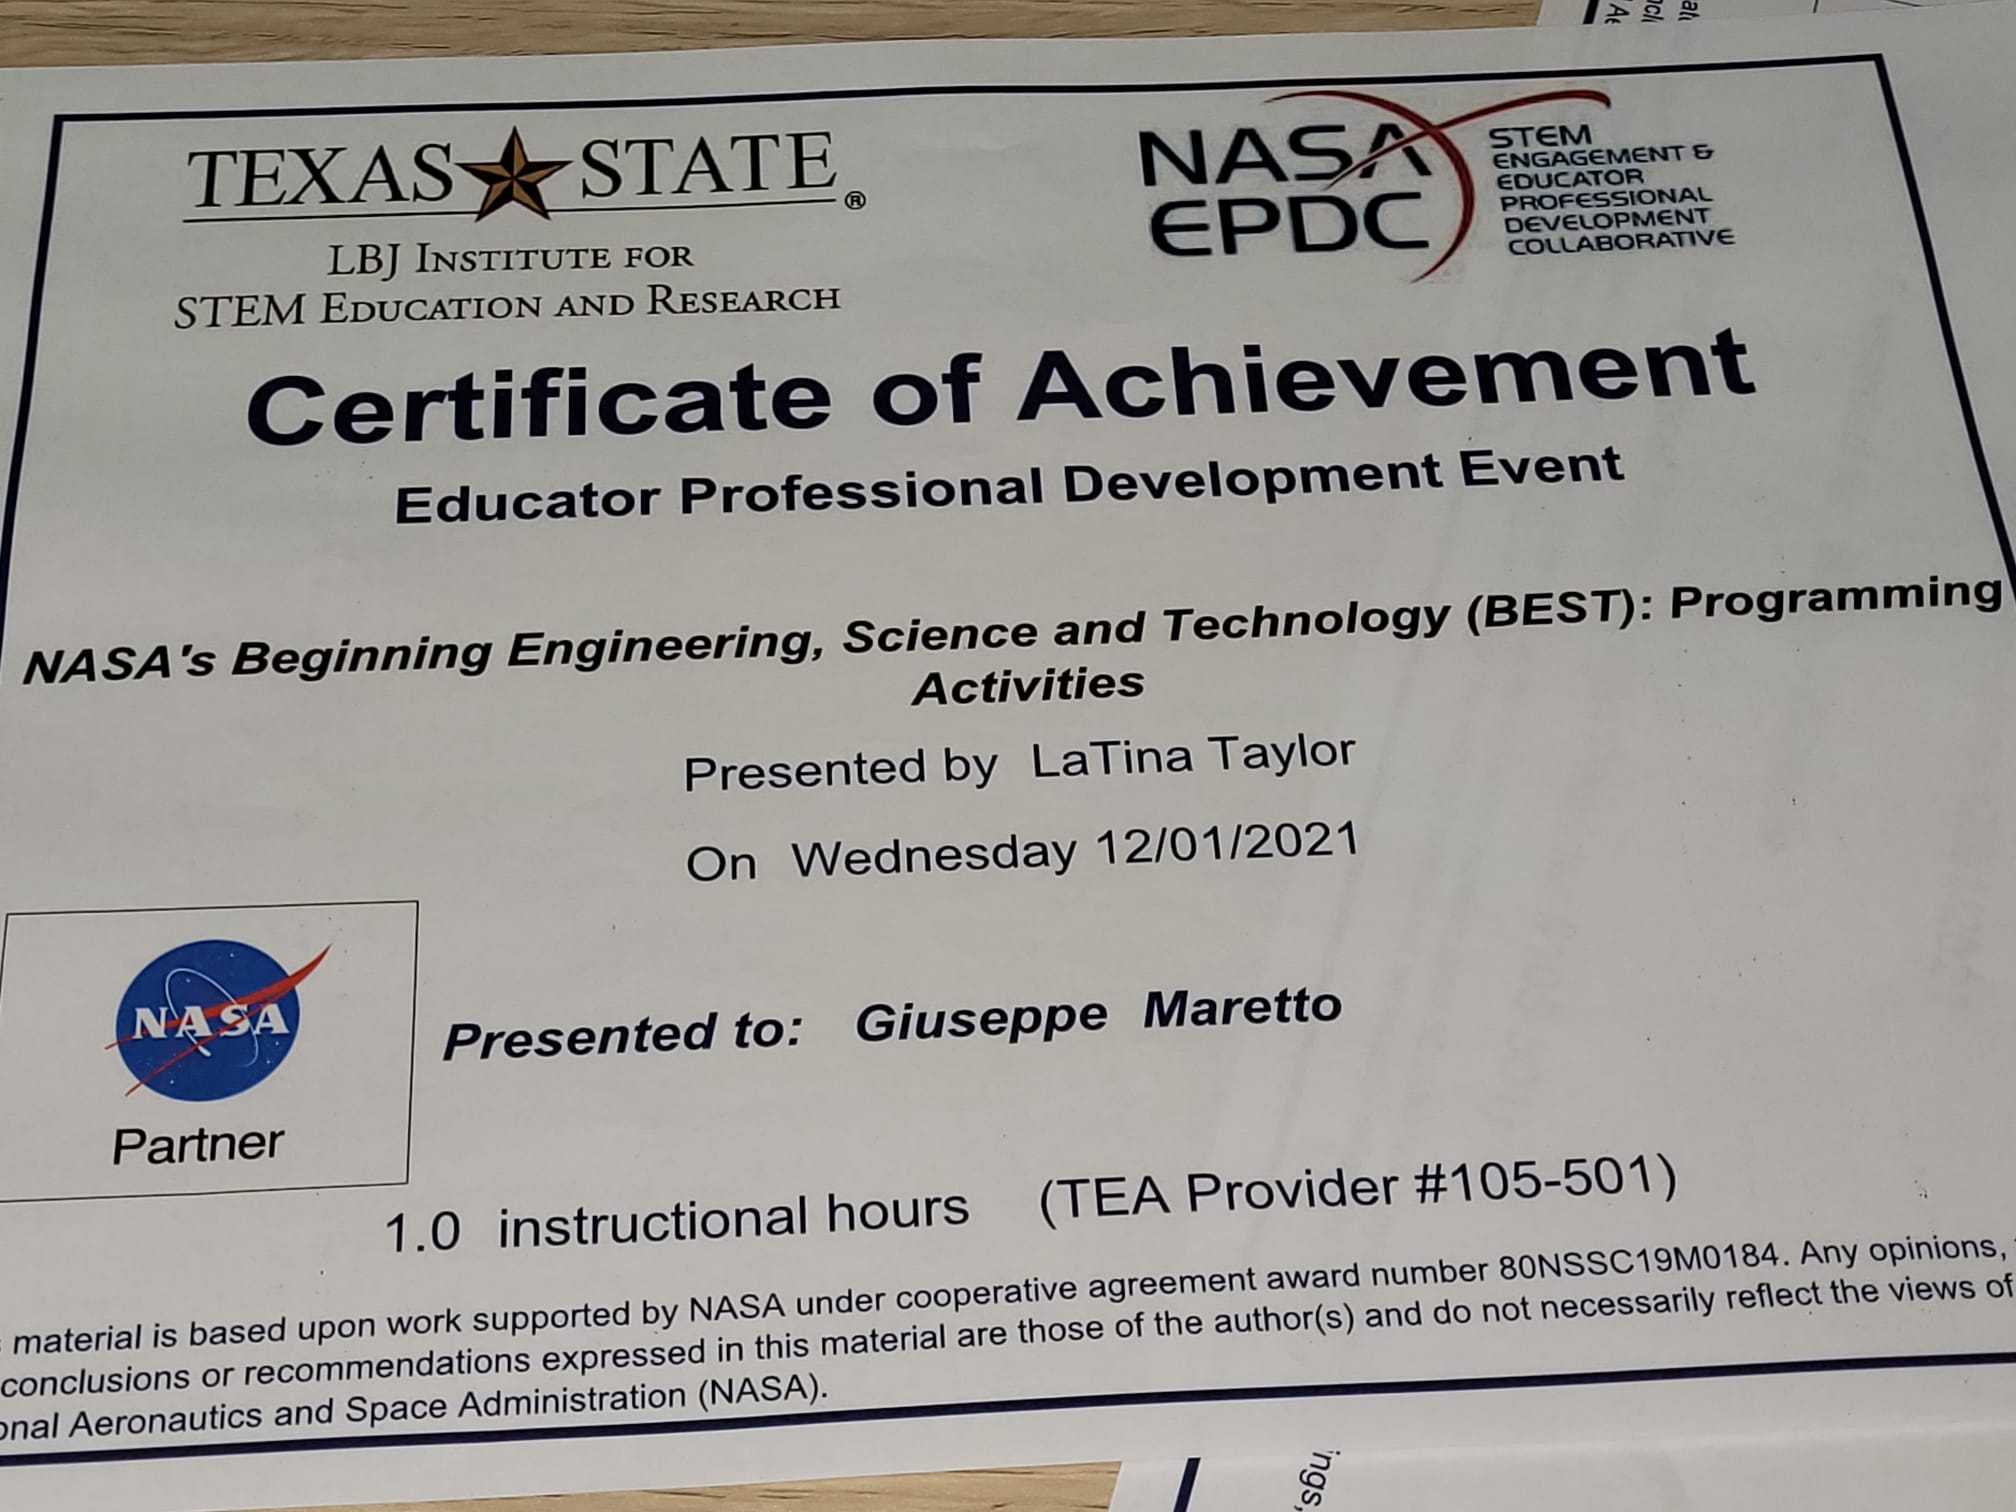 TEXAS STATE®
LBJ INSTITUTE FOR
STEM EDUCATION AND RESEARCH
NASA
EPDC
STEM
ENGAGEMENT &
EDUCATOR
PROFESSIONAL
DEVELOPMENT
COLLABORATIVE
Certificate of Achievement
Educator Professional Development Event
NASA's Beginning Engineering, Science and Technology (BEST): Programming
Activities
Presented by LaTina Taylor
On Wednesday 12/01/2021
NASA
Partner
Presented to: Giuseppe Maretto
1.0 instructional hours (TEA Provider #105-501)
material is based upon work supported by NASA under cooperative agreement award number 80NSSC19M0184. Any opinions,
conclusions or recommendations expressed in this material are those of the author(s) and do not necessarily reflect the views of
onal Aeronautics and Space Administration (NASA).
ings,